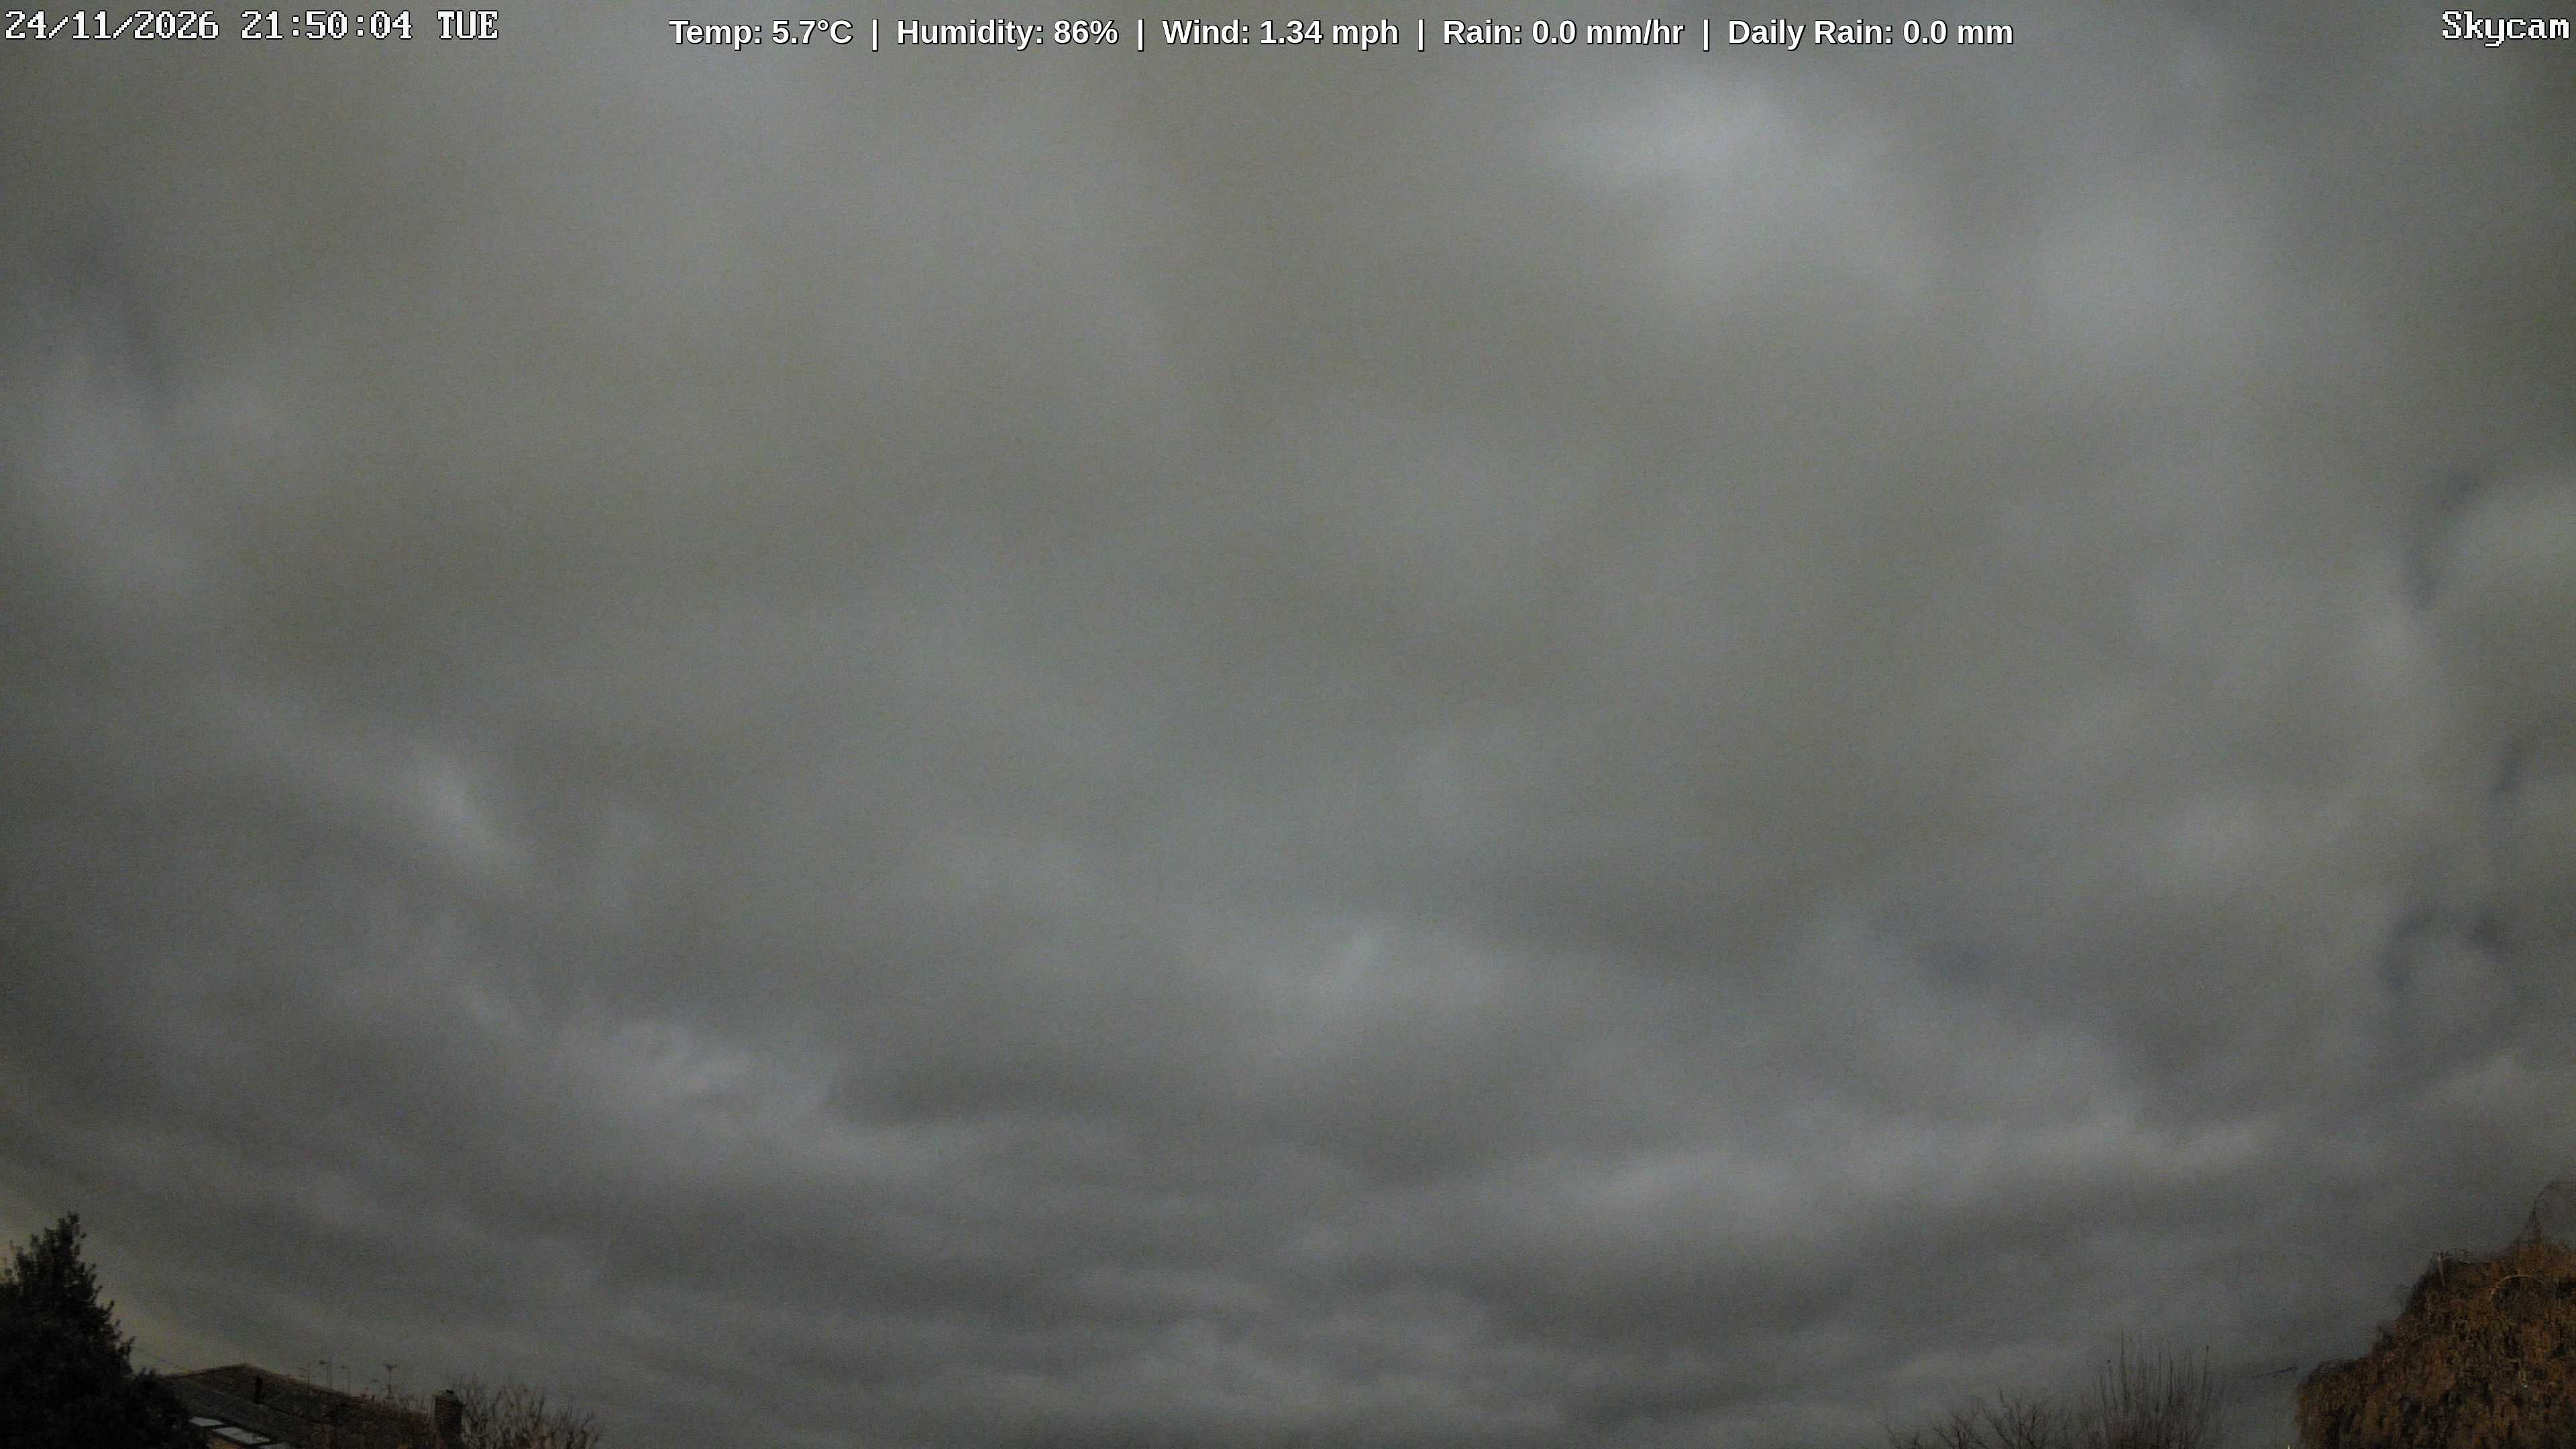 24/11/2026 21:50:04 TUE
Temp: 5.7°C | Humidity: 86% | Wind: 1.34 mph | Rain: 0.0 mm/hr | Daily Rain: 0.0 mm
Skycam